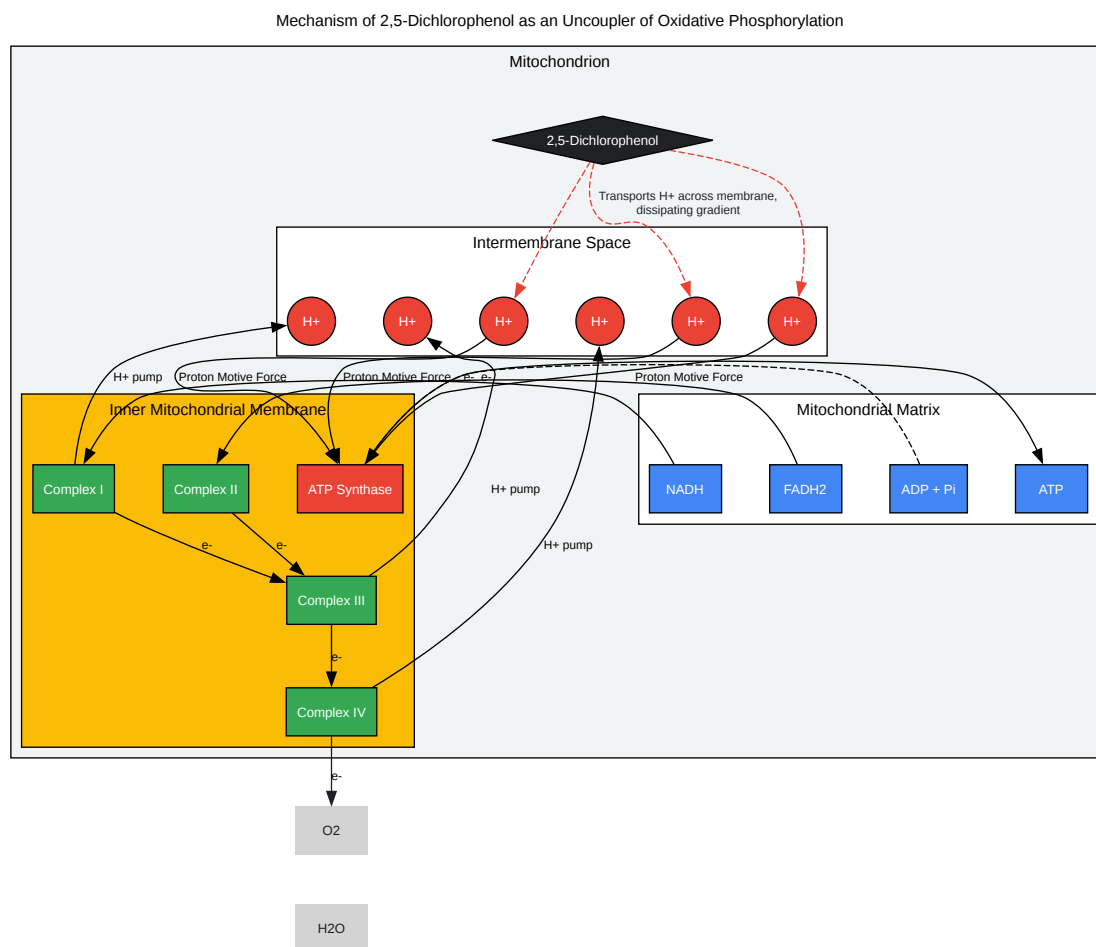 Mechanism of 2,5-Dichlorophenol as an Uncoupler of Oxidative Phosphorylation
Mitochondrion
2,5-Dichlorophenol
Transports H+ across membrane,
dissipating gradient
Intermembrane Space
H+
H+
H+
H+
H+
H+
H+ pump
Proton Motive Force
Proton Motive Force
e-
e-
Proton Motive Force
Inner Mitochondrial Membrane
Mitochondrial Matrix
Complex I
Complex II
ATP Synthase
H+ pump
NADH
FADH2
ADP + Pi
ATP
e-
e-
H+ pump
Complex III
e-
Complex IV
e-
O2
H2O